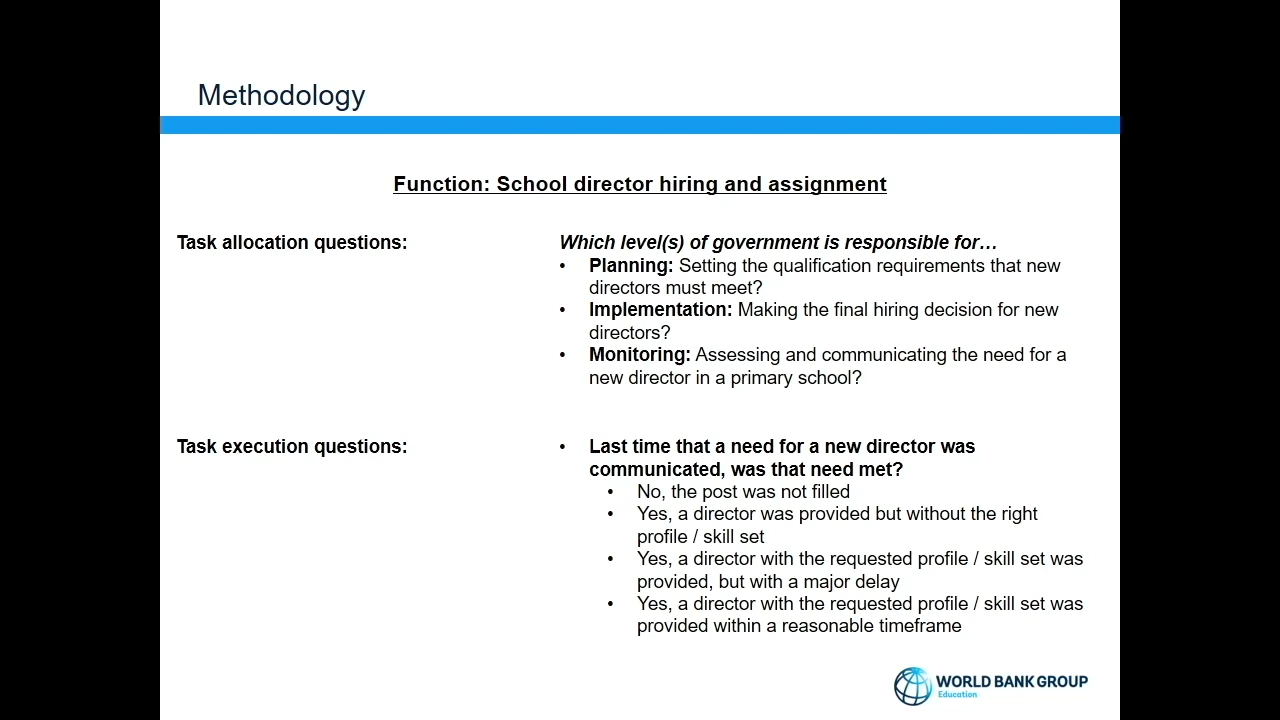 Methodology
Function: School director hiring and assignment
Task allocation questions:
Which level(s) of government is responsible for…
• Planning: Setting the qualification requirements that new
directors must meet?
• Implementation: Making the final hiring decision for new
directors?
• Monitoring: Assessing and communicating the need for a
new director in a primary school?
Task execution questions:
• Last time that a need for a new director was
communicated, was that need met?
• No, the post was not filled
• Yes, a director was provided but without the right
profile / skill set
• Yes, a director with the requested profile / skill set was
provided, but with a major delay
• Yes, a director with the requested profile / skill set was
provided within a reasonable timeframe
WORLD BANK GROUP
Education